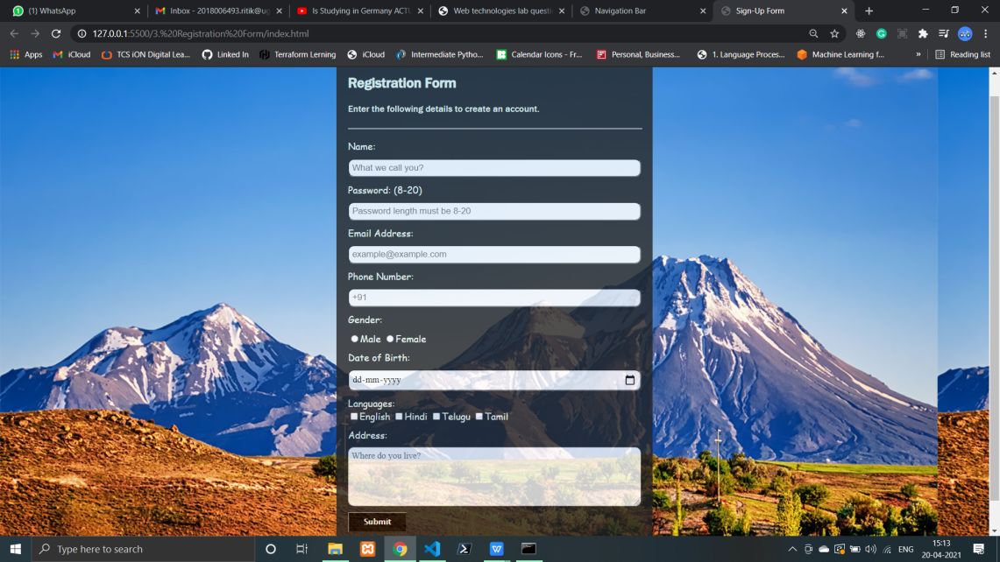 (1) WhatsApp
Inbox - 2018006493.ritik@ug
Is Studying in Germany ACTU
Web technologies lab questi
Navigation Bar
Sign-Up Form
127.0.0.1:5500/3.%20Registration%20Form/index.html
Apps
iCloud
TCS iON Digital Lea...
Linked In
Terraform Lerning
iCloud
Intermediate Pytho...
Calendar Icons - Fr...
Personal, Business...
1. Language Proces...
Machine Learning f...
»
Reading list
Registration Form
Enter the following details to create an account.
Name:
What we call you?
Password: (8-20)
Password length must be 8-20
Email Address:
example@example.com
Phone Number:
+91
Gender:
Male Female
Date of Birth:
dd-mm-yyyy
Languages:
English Hindi Telugu Tamil
Address:
Where do you live?
Submit
Type here to search
ENG
15:13
20-04-2021